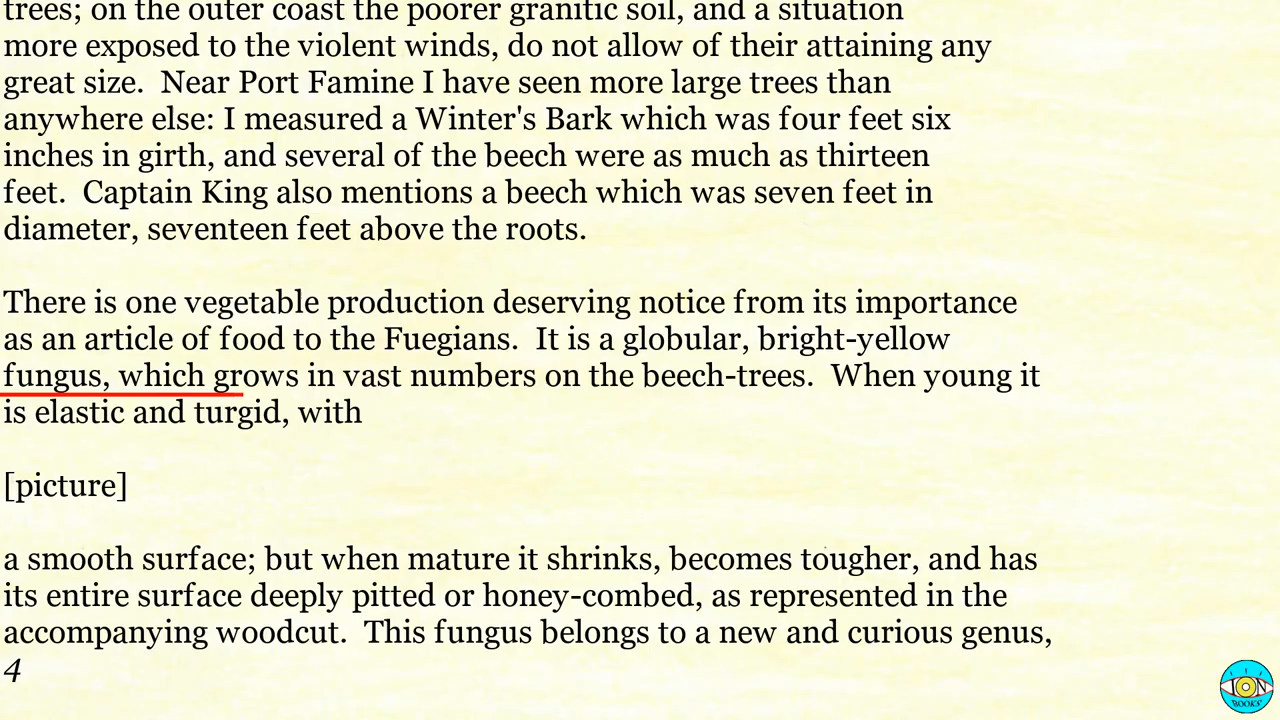 trees; on the outer coast the poorer granitic soil, and a situation
more exposed to the violent winds, do not allow of their attaining any
great size.  Near Port Famine I have seen more large trees than
anywhere else: I measured a Winter's Bark which was four feet six
inches in girth, and several of the beech were as much as thirteen
feet.  Captain King also mentions a beech which was seven feet in
diameter, seventeen feet above the roots.
There is one vegetable production deserving notice from its importance
as an article of food to the Fuegians.  It is a globular, bright-yellow
fungus, which grows in vast numbers on the beech-trees.  When young it
is elastic and turgid, with
[picture]
a smooth surface; but when mature it shrinks, becomes tougher, and has
its entire surface deeply pitted or honey-combed, as represented in the
accompanying woodcut.  This fungus belongs to a new and curious genus,
4
ION
BOOKS